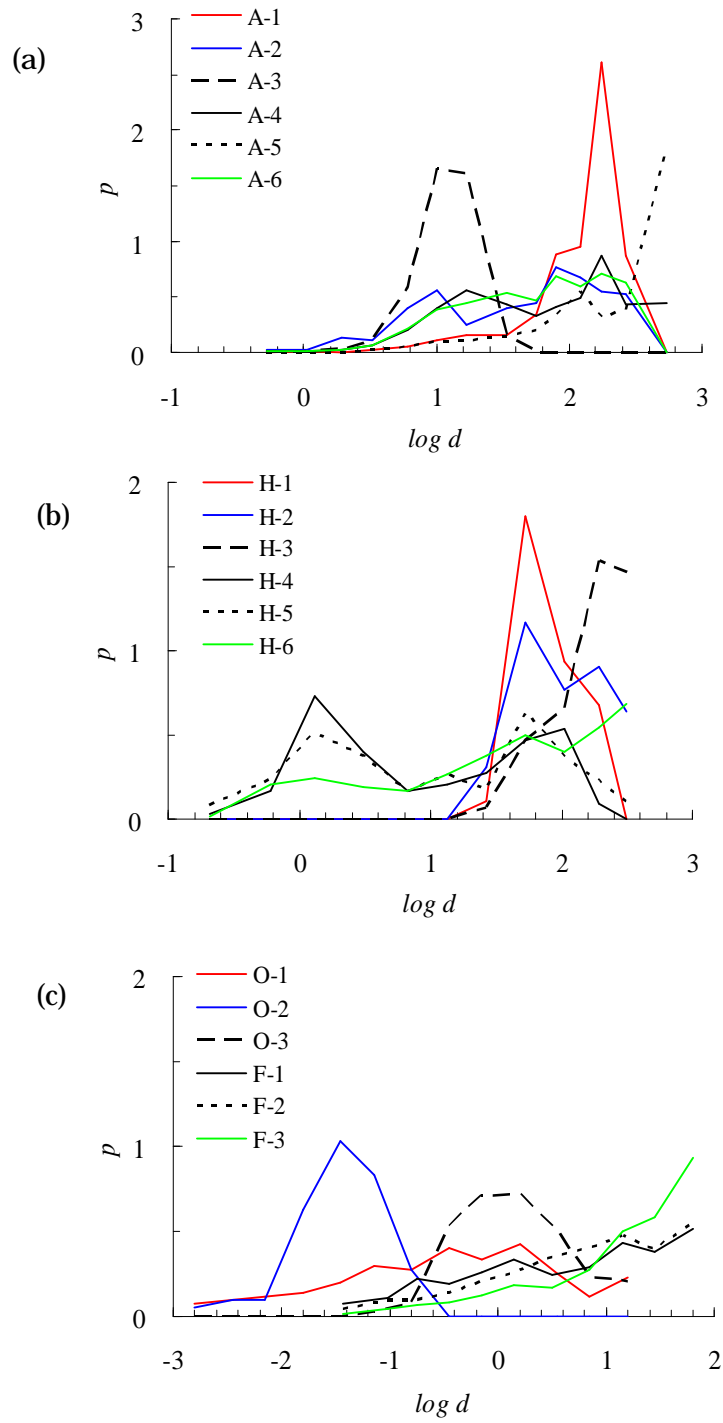 (a)
A-1
A-2
A-3
A-4
A-5
A-6
3
2
1
0
p
-1 0 1 2 3
log d
(b)
H-1
H-2
H-3
H-4
H-5
H-6
2
1
0
p
-1 0 1 2 3
log d
(c)
O-1
O-2
O-3
F-1
F-2
F-3
2
1
0
p
-3 -2 -1 0 1 2
log d